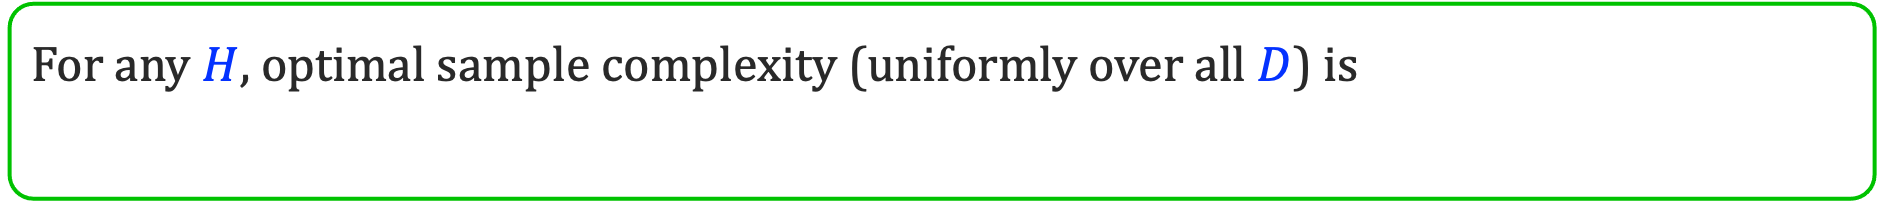 For any H, optimal sample complexity (uniformly over all D) is